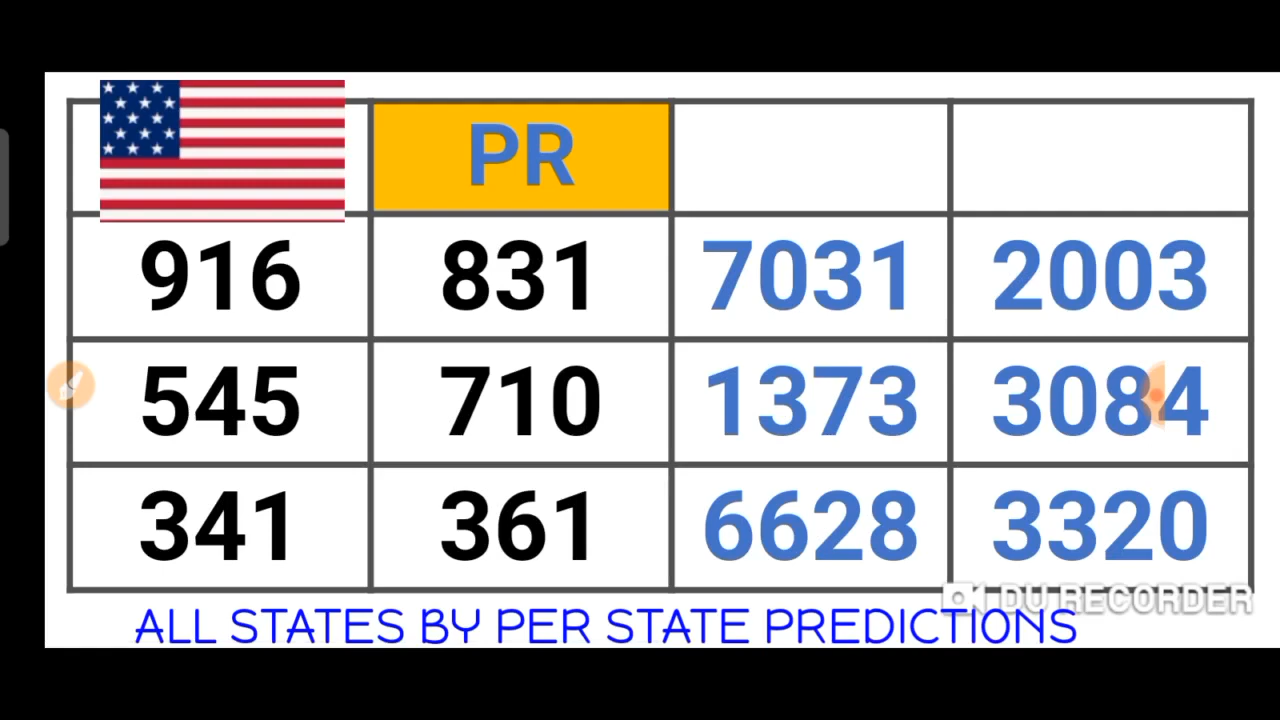 PR
916 831 7031 2003
545 710 1373 3084
341 361 6628 3320
DU RECORDER
ALL STATES BY PER STATE PREDICTIONS